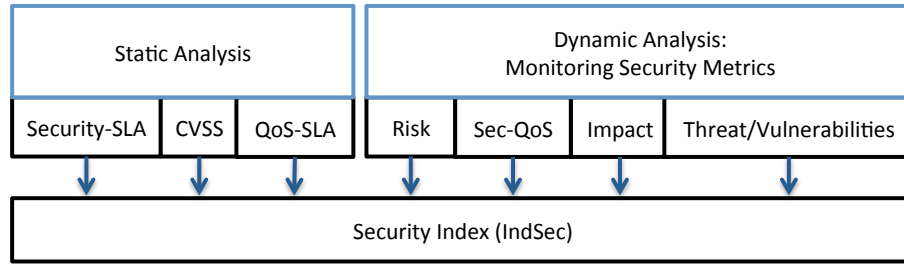 Static Analysis
Dynamic Analysis:
Monitoring Security Metrics
Security-SLA CVSS QoS-SLA Risk Sec-QoS Impact Threat/Vulnerabilities
Security Index (IndSec)